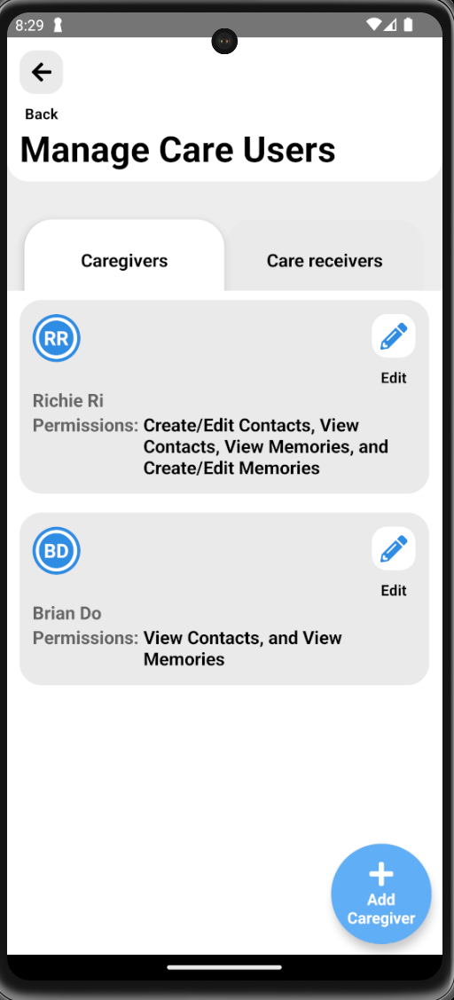 8:29
Back
Manage Care Users
Caregivers
Care receivers
RR
Edit
Richie Ri
Permissions: Create/Edit Contacts, View
Contacts, View Memories, and
Create/Edit Memories
BD
Edit
Brian Do
Permissions: View Contacts, and View
Memories
Add
Caregiver